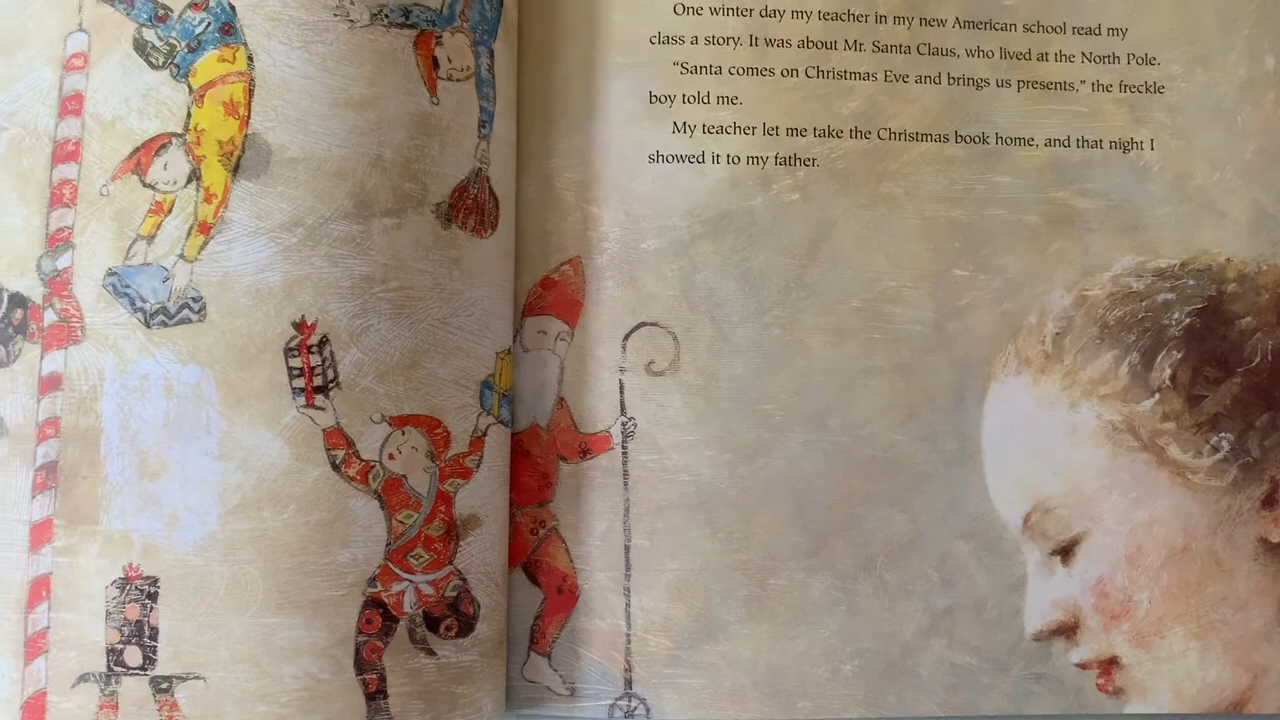 One winter day my teacher in my new American school read my
class a story. It was about Mr. Santa Claus, who lived at the North Pole.
“Santa comes on Christmas Eve and brings us presents,” the freckle
boy told me.
My teacher let me take the Christmas book home, and that night I
showed it to my father.